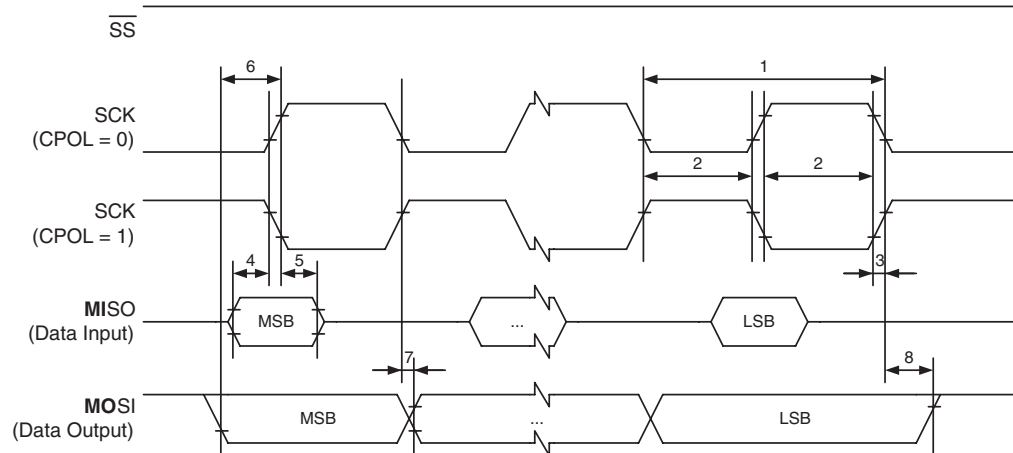 SS
6
1
SCK
(CPOL = 0)
2
2
SCK
(CPOL = 1)
4
5
3
MISO
(Data Input)
MSB
...
LSB
7
8
MOSI
(Data Output)
MSB
...
LSB